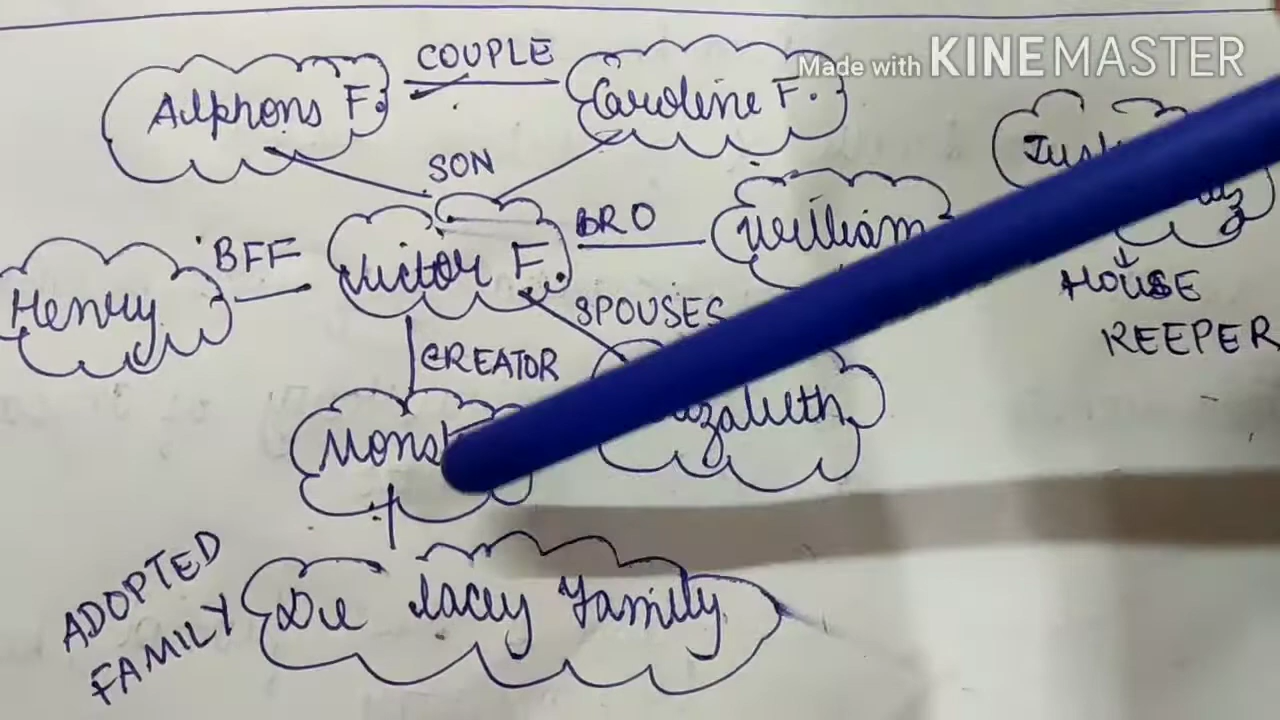 COUPLE
Made with KINEMASTER
Alphons F.
Caroline F.
SON
BRO
William
BFF
Victor F.
Henry
HOUSE
KEEPER
SPOUSES
CREATOR
ADOPTED
FAMILY
De lacey Family